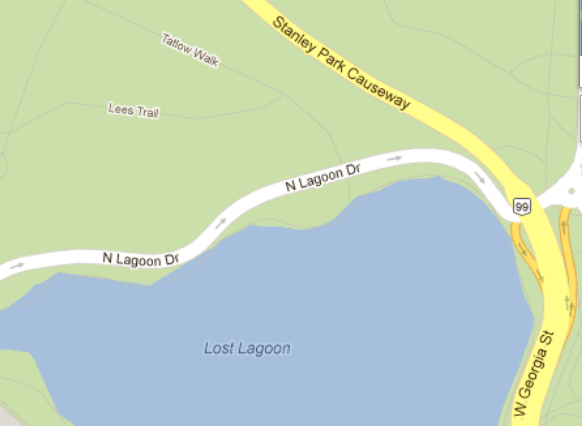 Stanley Park Causeway
Tatlow Walk
Lees Trail
N Lagoon Dr
99
N Lagoon Dr
Lost Lagoon
W Georgia St